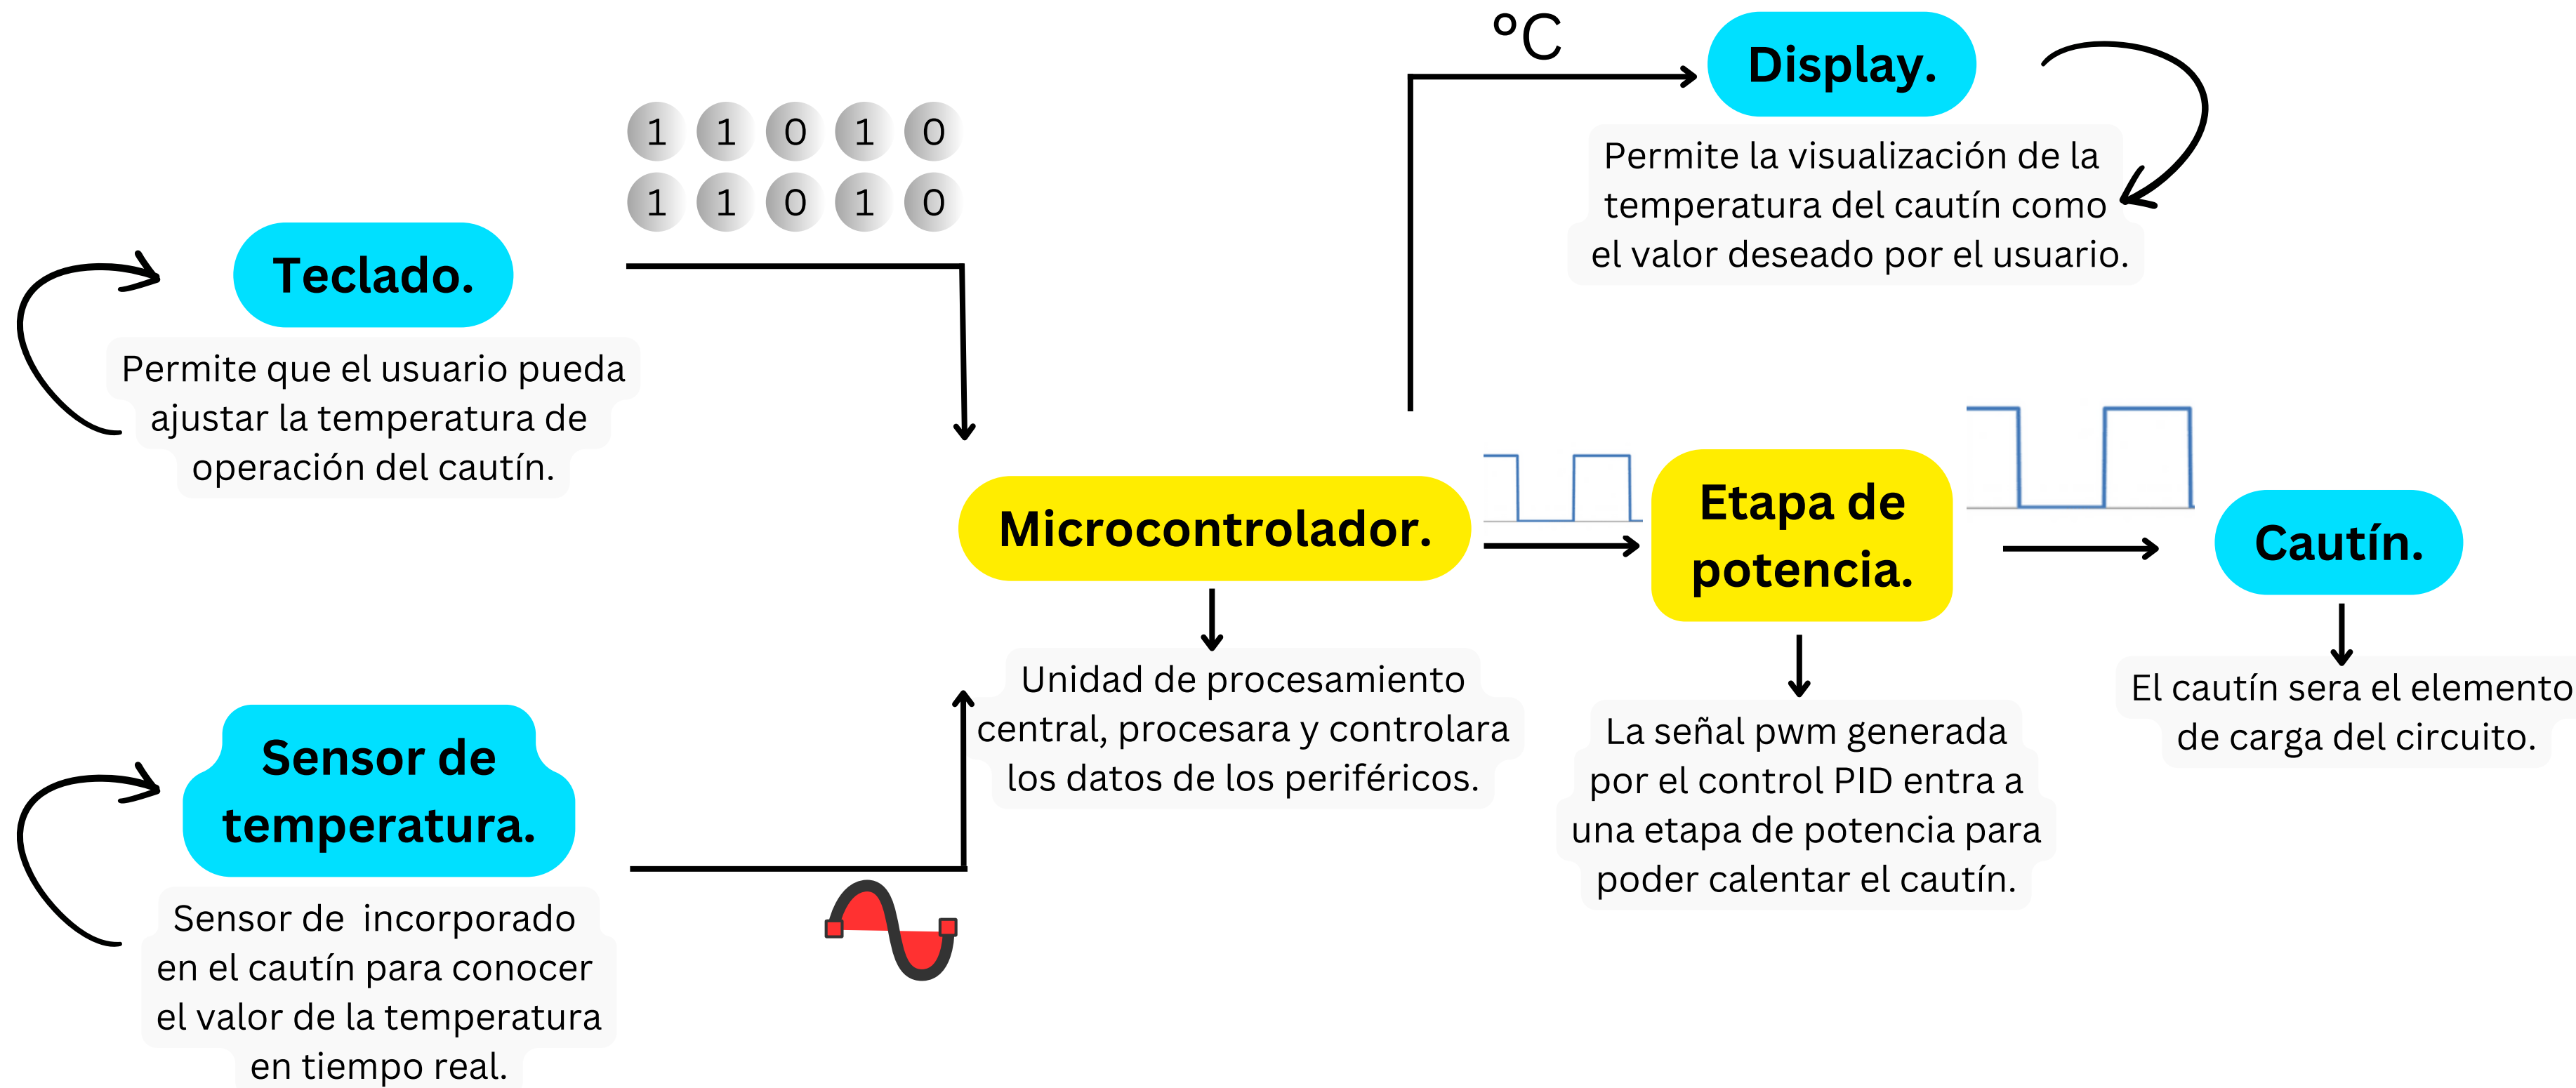 Teclado.
Permite que el usuario pueda
ajustar la temperatura de
operación del cautín.
1 1 0 1 0
1 1 0 1 0
Sensor de
temperatura.
Sensor de  incorporado
en el cautín para conocer
el valor de la temperatura
en tiempo real.
Microcontrolador.
Unidad de procesamiento
central, procesara y controlara
los datos de los periféricos.
°C
Display.
Permite la visualización de la
temperatura del cautín como
el valor deseado por el usuario.
Etapa de
potencia.
La señal pwm generada
por el control PID entra a
una etapa de potencia para
poder calentar el cautín.
Cautín.
El cautín sera el elemento
de carga del circuito.